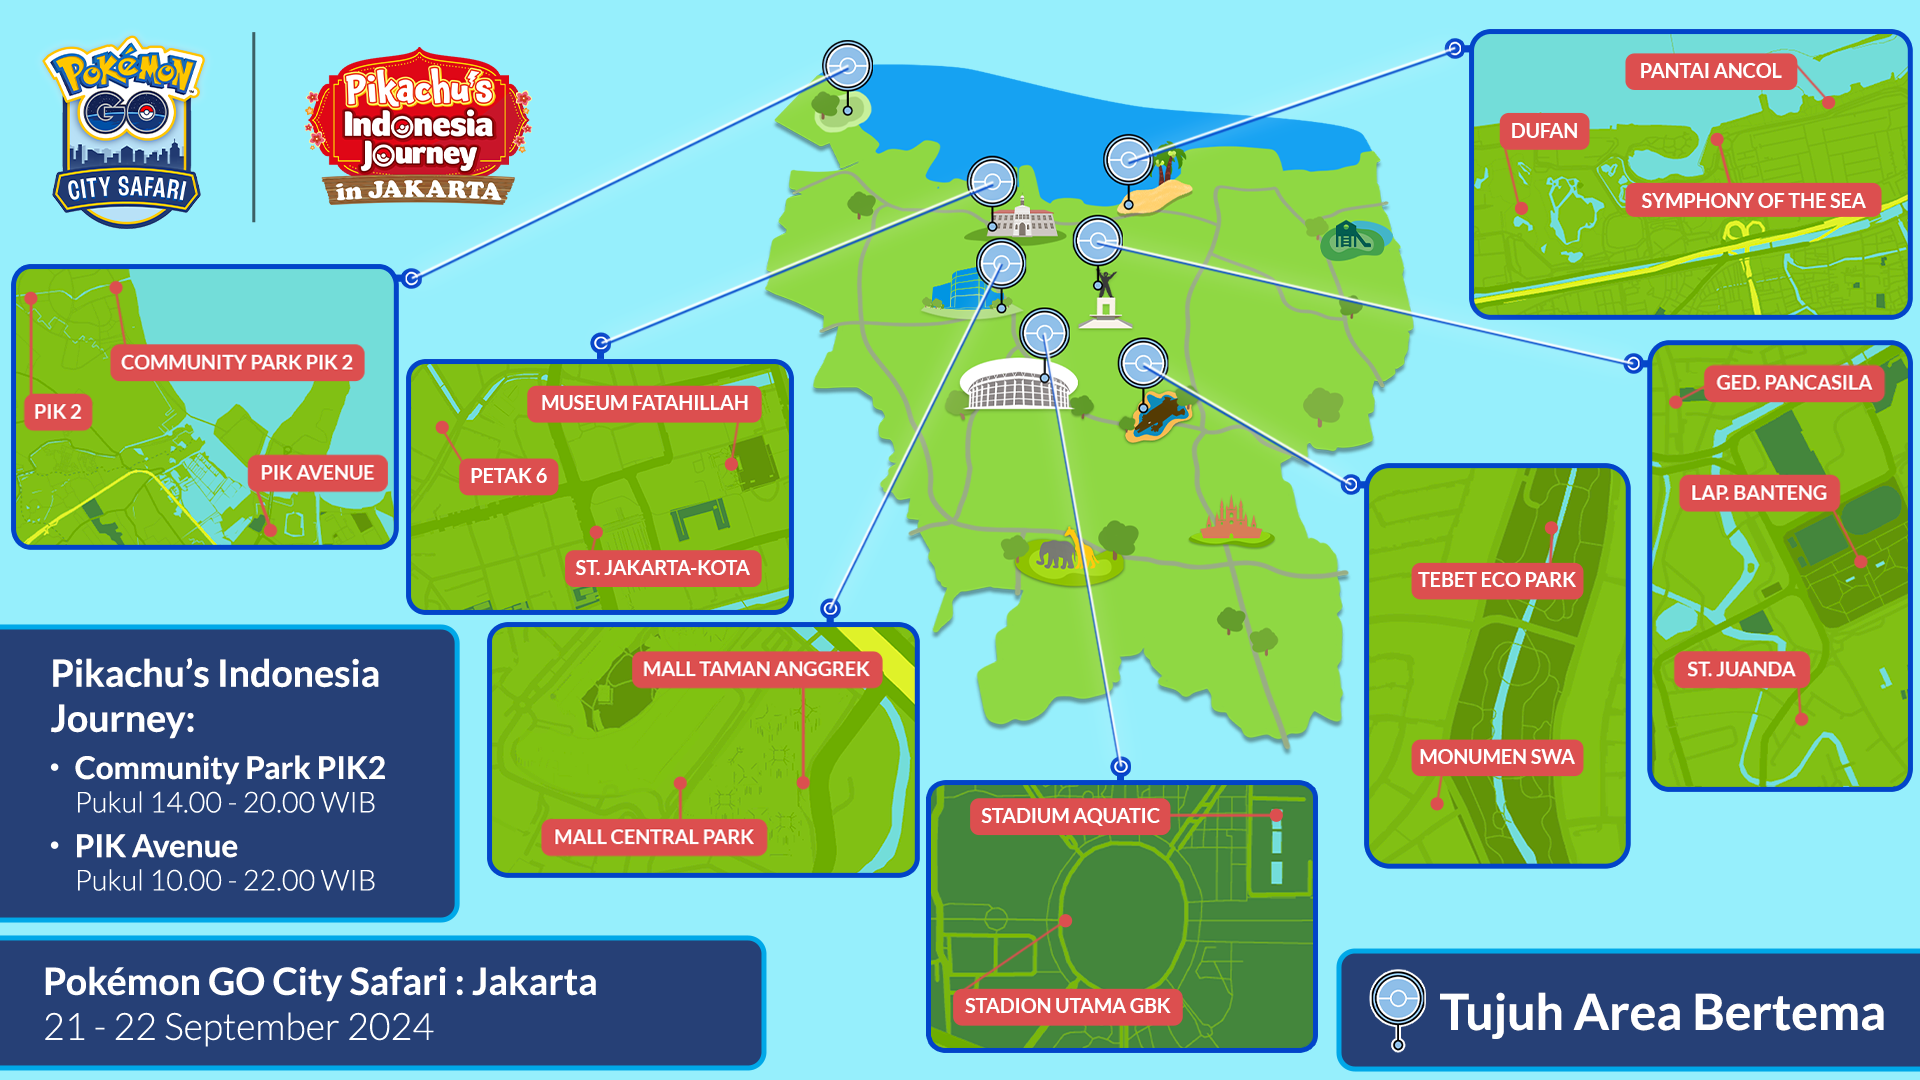 POKéMON
GO
CITY SAFARI
Pikachu's
Indonesia
Journey
in JAKARTA
PANTAI ANCOL
DUFAN
SYMPHONY OF THE SEA
COMMUNITY PARK PIK 2
PIK 2
PIK AVENUE
MUSEUM FATAHILLAH
PETAK 6
ST. JAKARTA-KOTA
GED. PANCASILA
LAP. BANTENG
ST. JUANDA
TEBET ECO PARK
MONUMEN SWA
MALL TAMAN ANGGREK
MALL CENTRAL PARK
STADIUM AQUATIC
STADION UTAMA GBK
Pikachu's Indonesia
Journey:
• Community Park PIK2
Pukul 14.00 - 20.00 WIB
• PIK Avenue
Pukul 10.00 - 22.00 WIB
Pokémon GO City Safari : Jakarta
21 - 22 September 2024
Tujuh Area Bertema